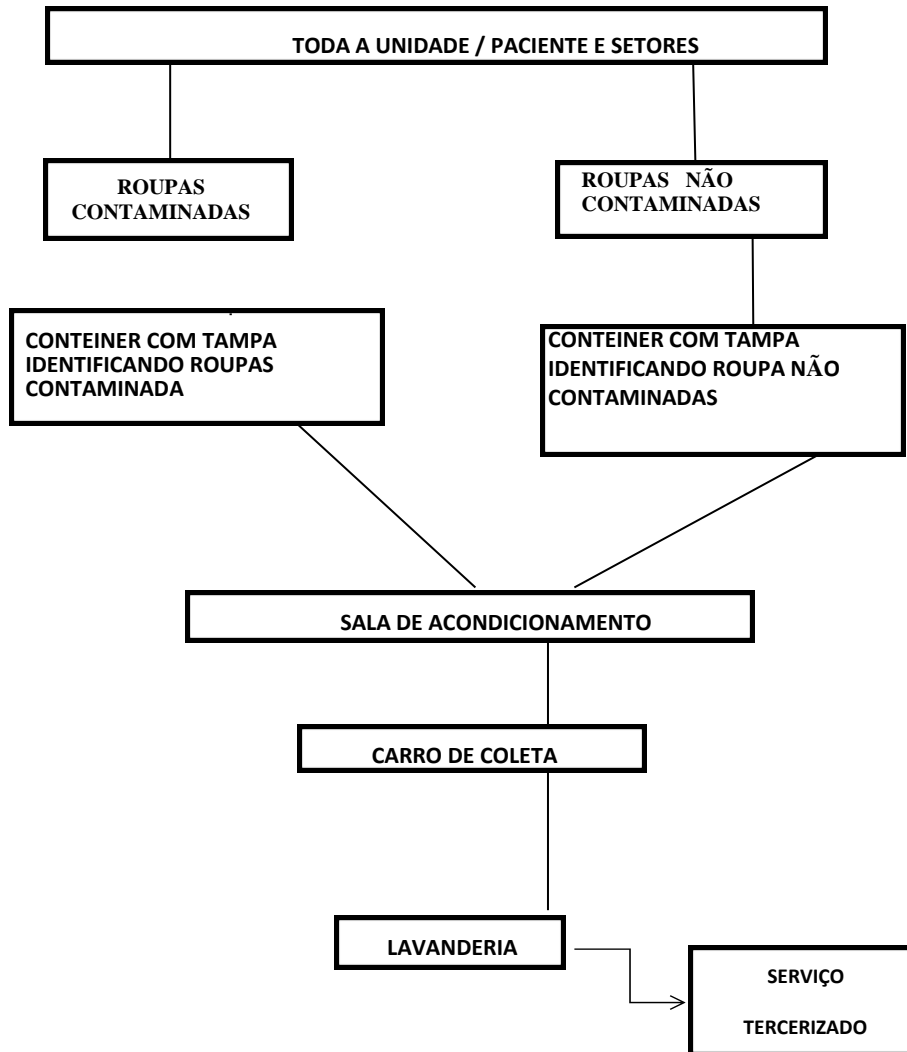 TODA A UNIDADE / PACIENTE E SETORES
ROUPAS
CONTAMINADAS
ROUPAS NÃO
CONTAMINADAS
CONTEINER COM TAMPA
IDENTIFICANDO ROUPAS
CONTAMINADA
CONTEINER COM TAMPA
IDENTIFICANDO ROUPA NÃO
CONTAMINADAS
SALA DE ACONDICIONAMENTO
CARRO DE COLETA
LAVANDERIA
SERVIÇO
TERCERIZADO